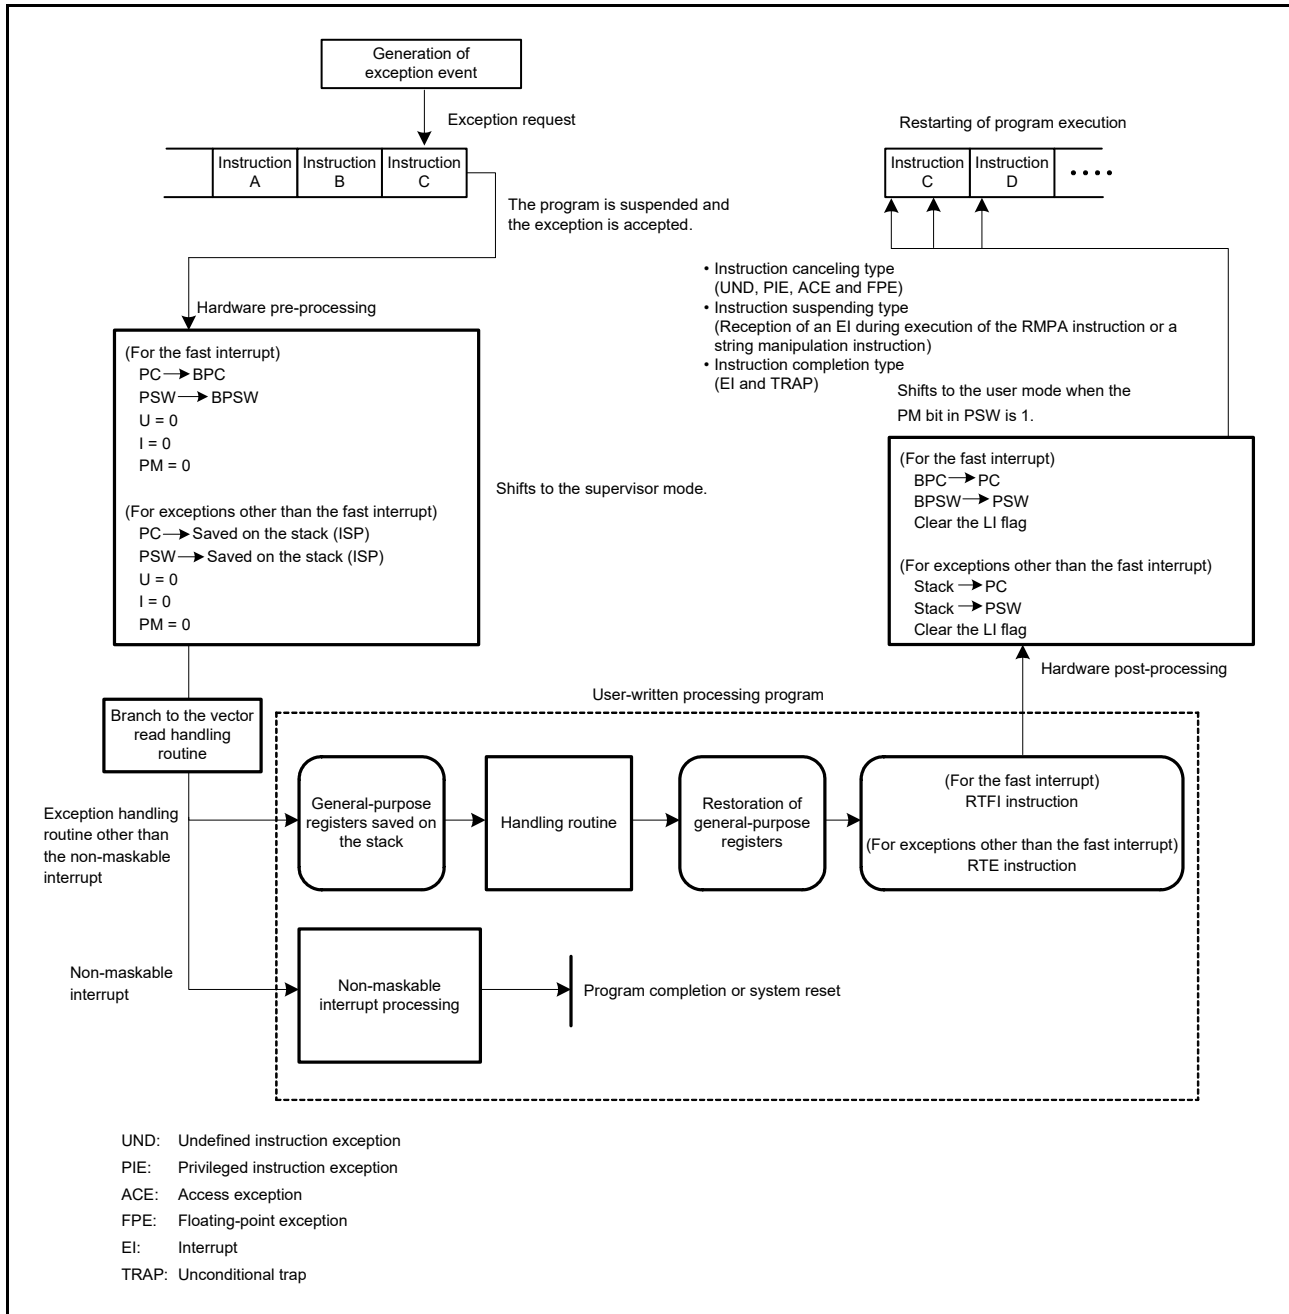 Generation of
exception event
Exception request
Instruction
A
Instruction
B
Instruction
C
The program is suspended and
the exception is accepted.
Restarting of program execution
Instruction
C
Instruction
D
• • • •
• Instruction canceling type
(UND, PIE, ACE and FPE)
• Instruction suspending type
(Reception of an EI during execution of the RMPA instruction or a
string manipulation instruction)
• Instruction completion type
(EI and TRAP)
Hardware pre-processing
(For the fast interrupt)
PC → BPC
PSW → BPSW
U = 0
I = 0
PM = 0
(For exceptions other than the fast interrupt)
PC → Saved on the stack (ISP)
PSW → Saved on the stack (ISP)
U = 0
I = 0
PM = 0
Shifts to the supervisor mode.
Shifts to the user mode when the
PM bit in PSW is 1.
(For the fast interrupt)
BPC → PC
BPSW → PSW
Clear the LI flag
(For exceptions other than the fast interrupt)
Stack → PC
Stack → PSW
Clear the LI flag
Hardware post-processing
User-written processing program
Branch to the vector
read handling
routine
Exception handling
routine other than
the non-maskable
interrupt
General-purpose
registers saved on
the stack
Handling routine
Restoration of
general-purpose
registers
(For the fast interrupt)
RTFI instruction
(For exceptions other than the fast interrupt)
RTE instruction
Non-maskable
interrupt
Non-maskable
interrupt processing
Program completion or system reset
UND: Undefined instruction exception
PIE: Privileged instruction exception
ACE: Access exception
FPE: Floating-point exception
EI: Interrupt
TRAP: Unconditional trap